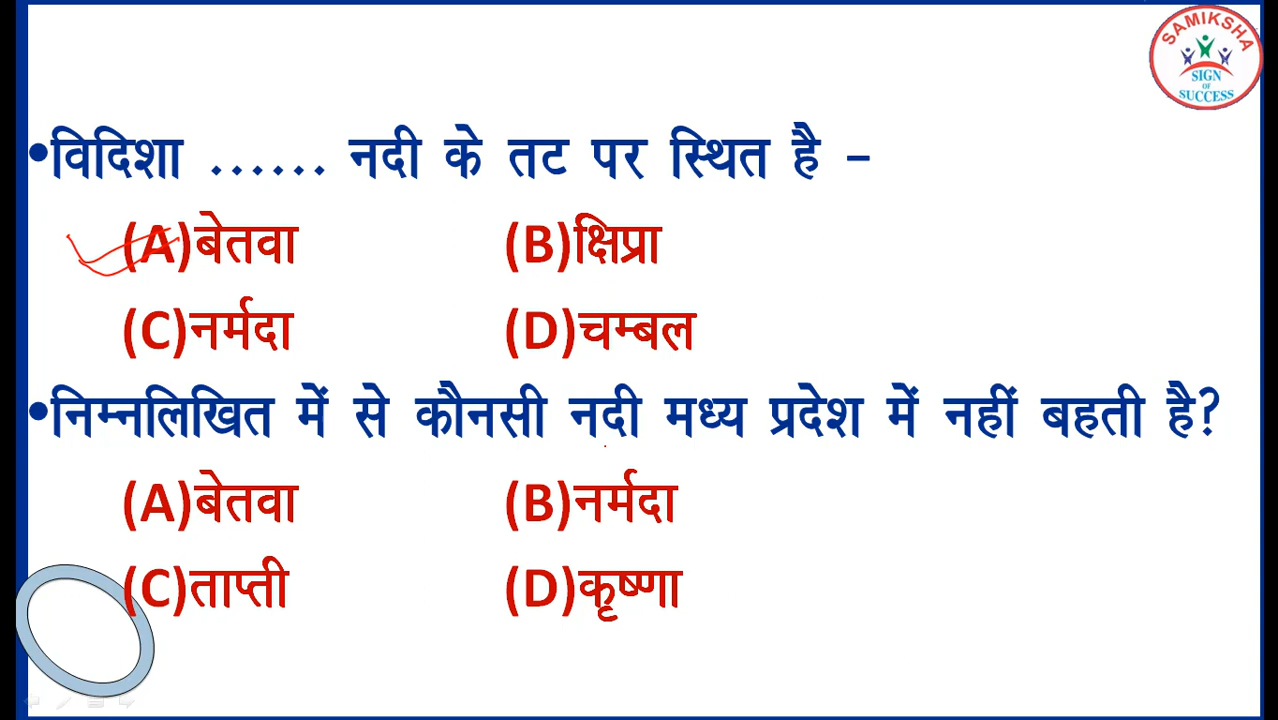 SAMIKSHA
SIGN
OF
SUCCESS
•विदिशा ...... नदी के तट पर स्थित है –
(A)बेतवा (B)क्षिप्रा
(C)नर्मदा (D)चम्बल
•निम्नलिखित में से कौनसी नदी मध्य प्रदेश में नहीं बहती है?
(A)बेतवा (B)नर्मदा
(C)ताप्ती (D)कृष्णा